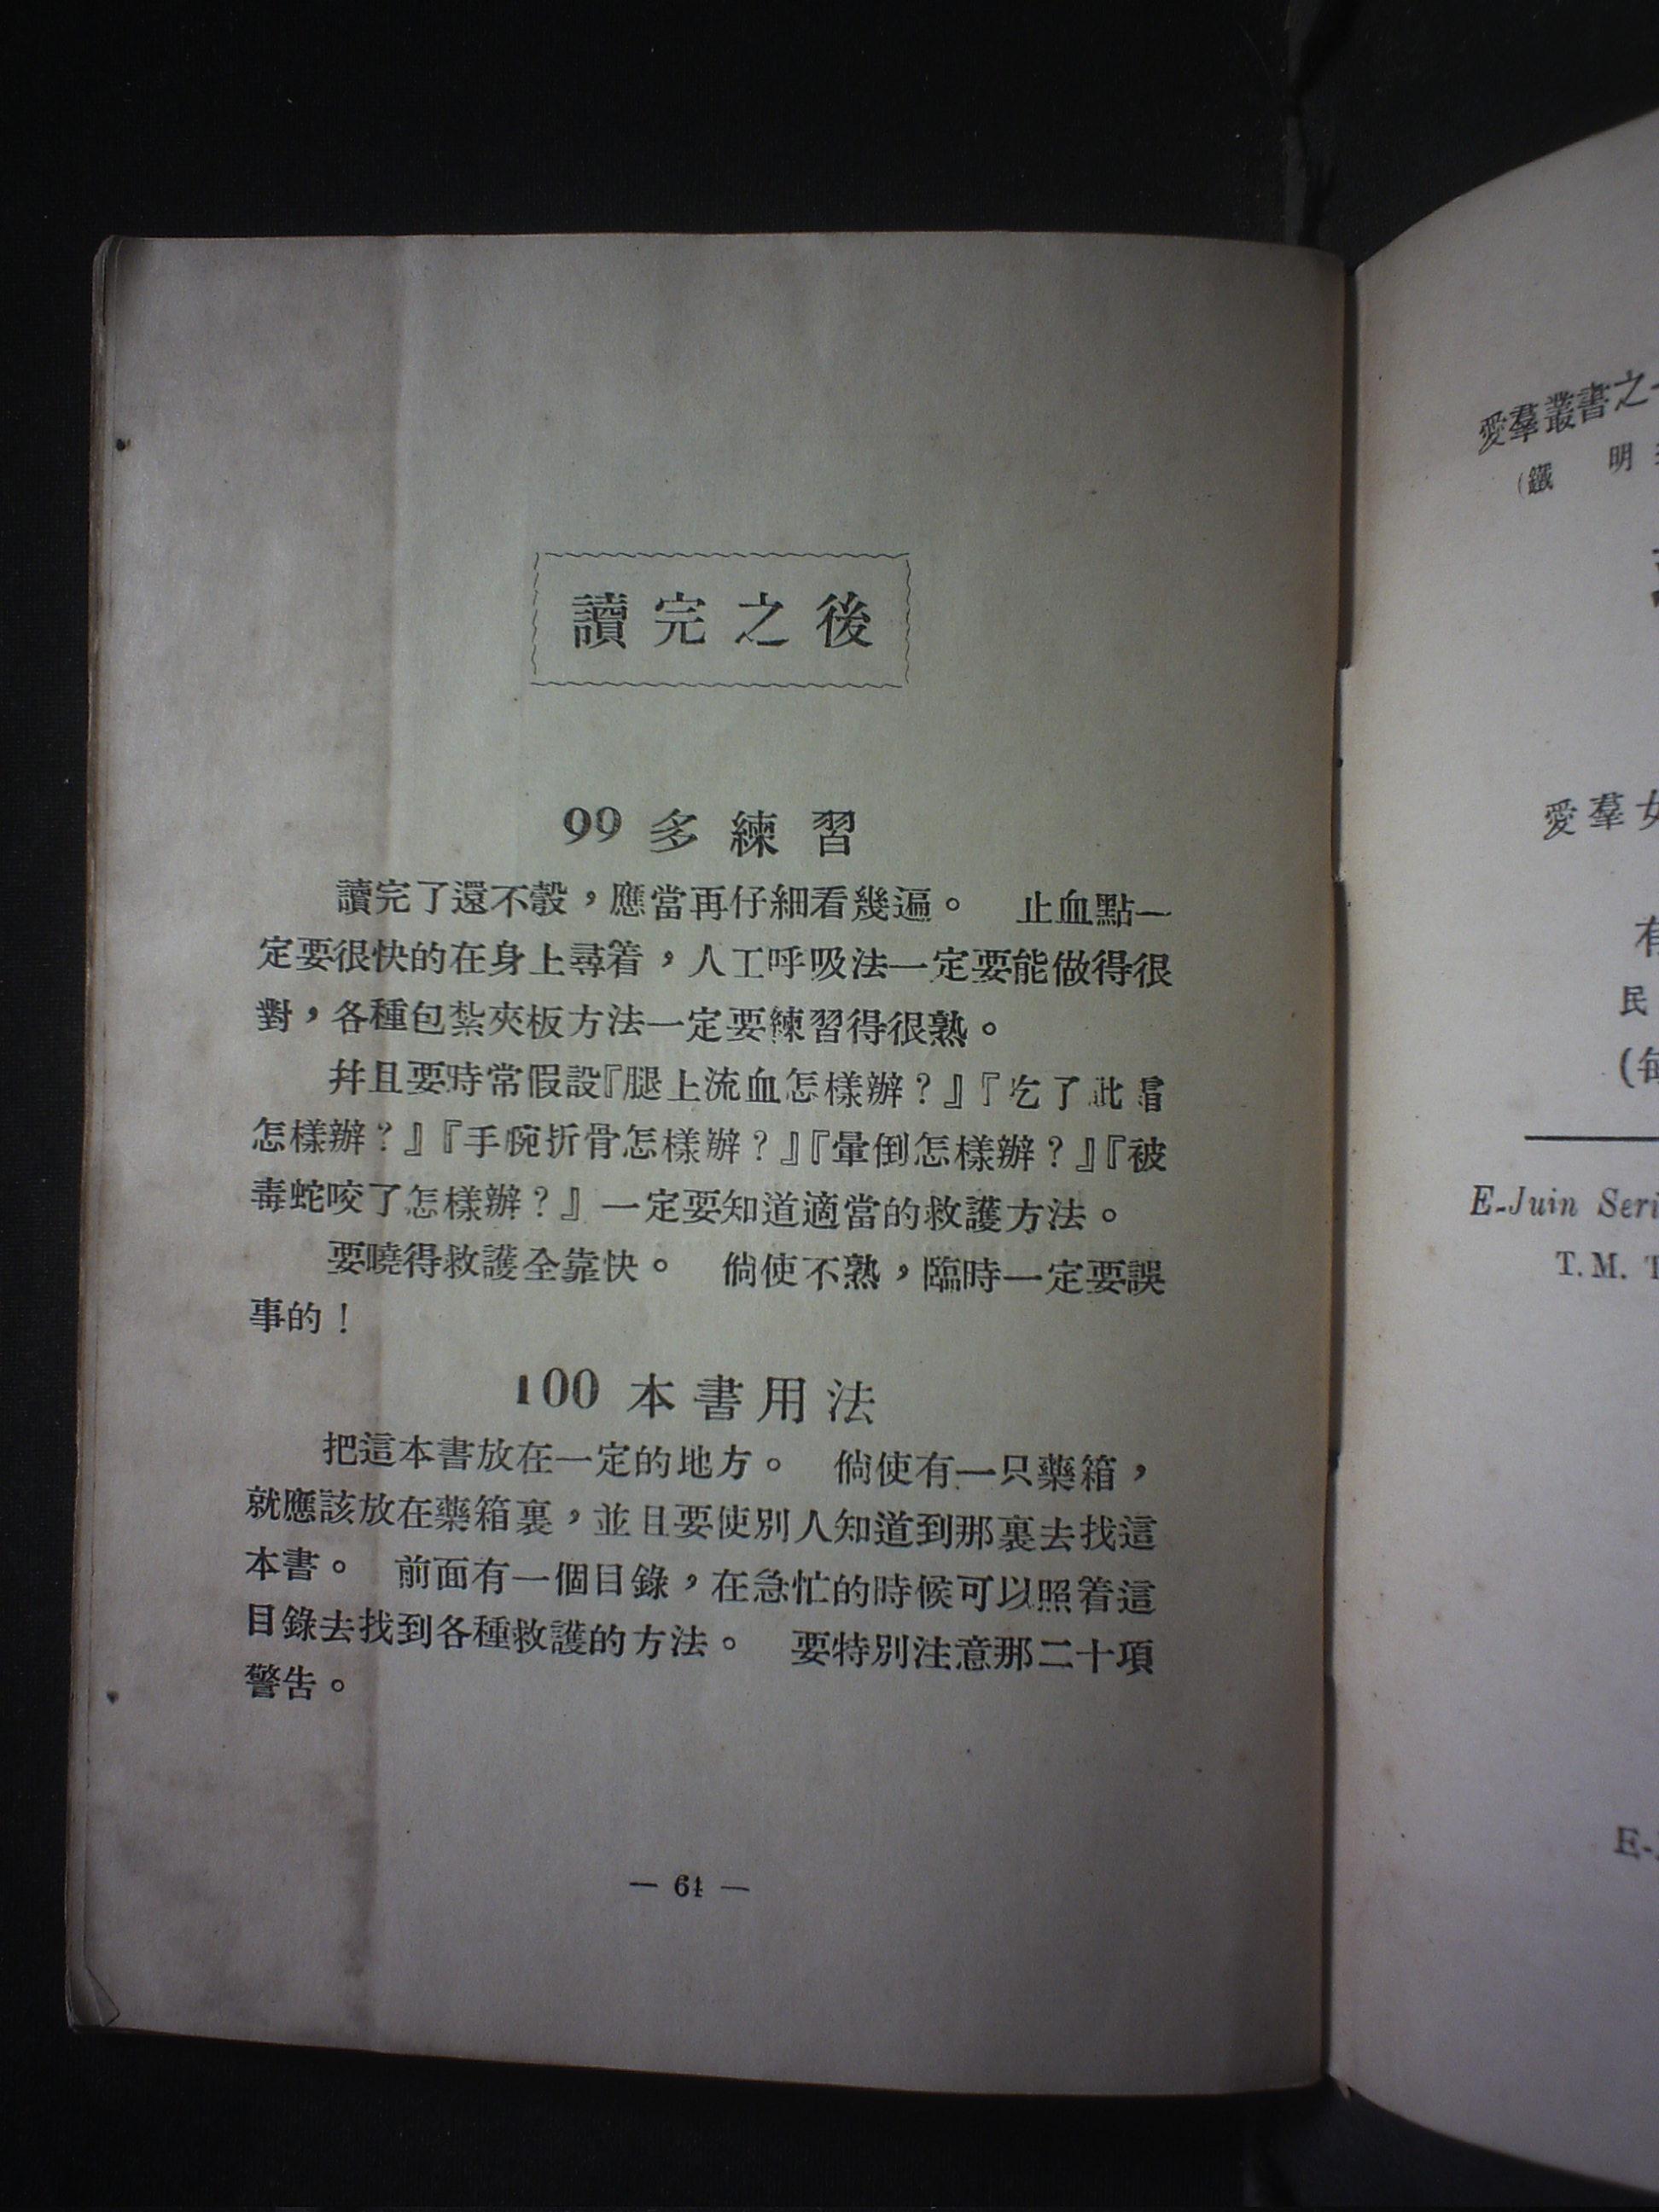 讀完之後
99 多練習
讀完了還不彀，應當再仔細看幾遍。 止血點一
定要很快的在身上尋着，人工呼吸法一定要能做得很
對，各種包紮夾板方法一定要練習得很熟。
幷且要時常假設『腿上流血怎樣辦？』『吃了砒霜
怎樣辦？』『手腕折骨怎樣辦？』『暈倒怎樣辦？』『被
毒蛇咬了怎樣辦？』一定要知道適當的救護方法。
要曉得救護全靠快。 倘使不熟，臨時一定要誤
事的！
100 本書用法
把這本書放在一定的地方。 倘使有一只藥箱，
就應該放在藥箱裏，並且要使別人知道到那裏去找這
本書。 前面有一個目錄，在急忙的時候可以照着這
目錄去找到各種救護的方法。 要特別注意那二十項
警告。
— 64 —
愛羣叢書之
(鐵 明
愛羣女
民
(每
E-Juin Seri
T. M. T
E-